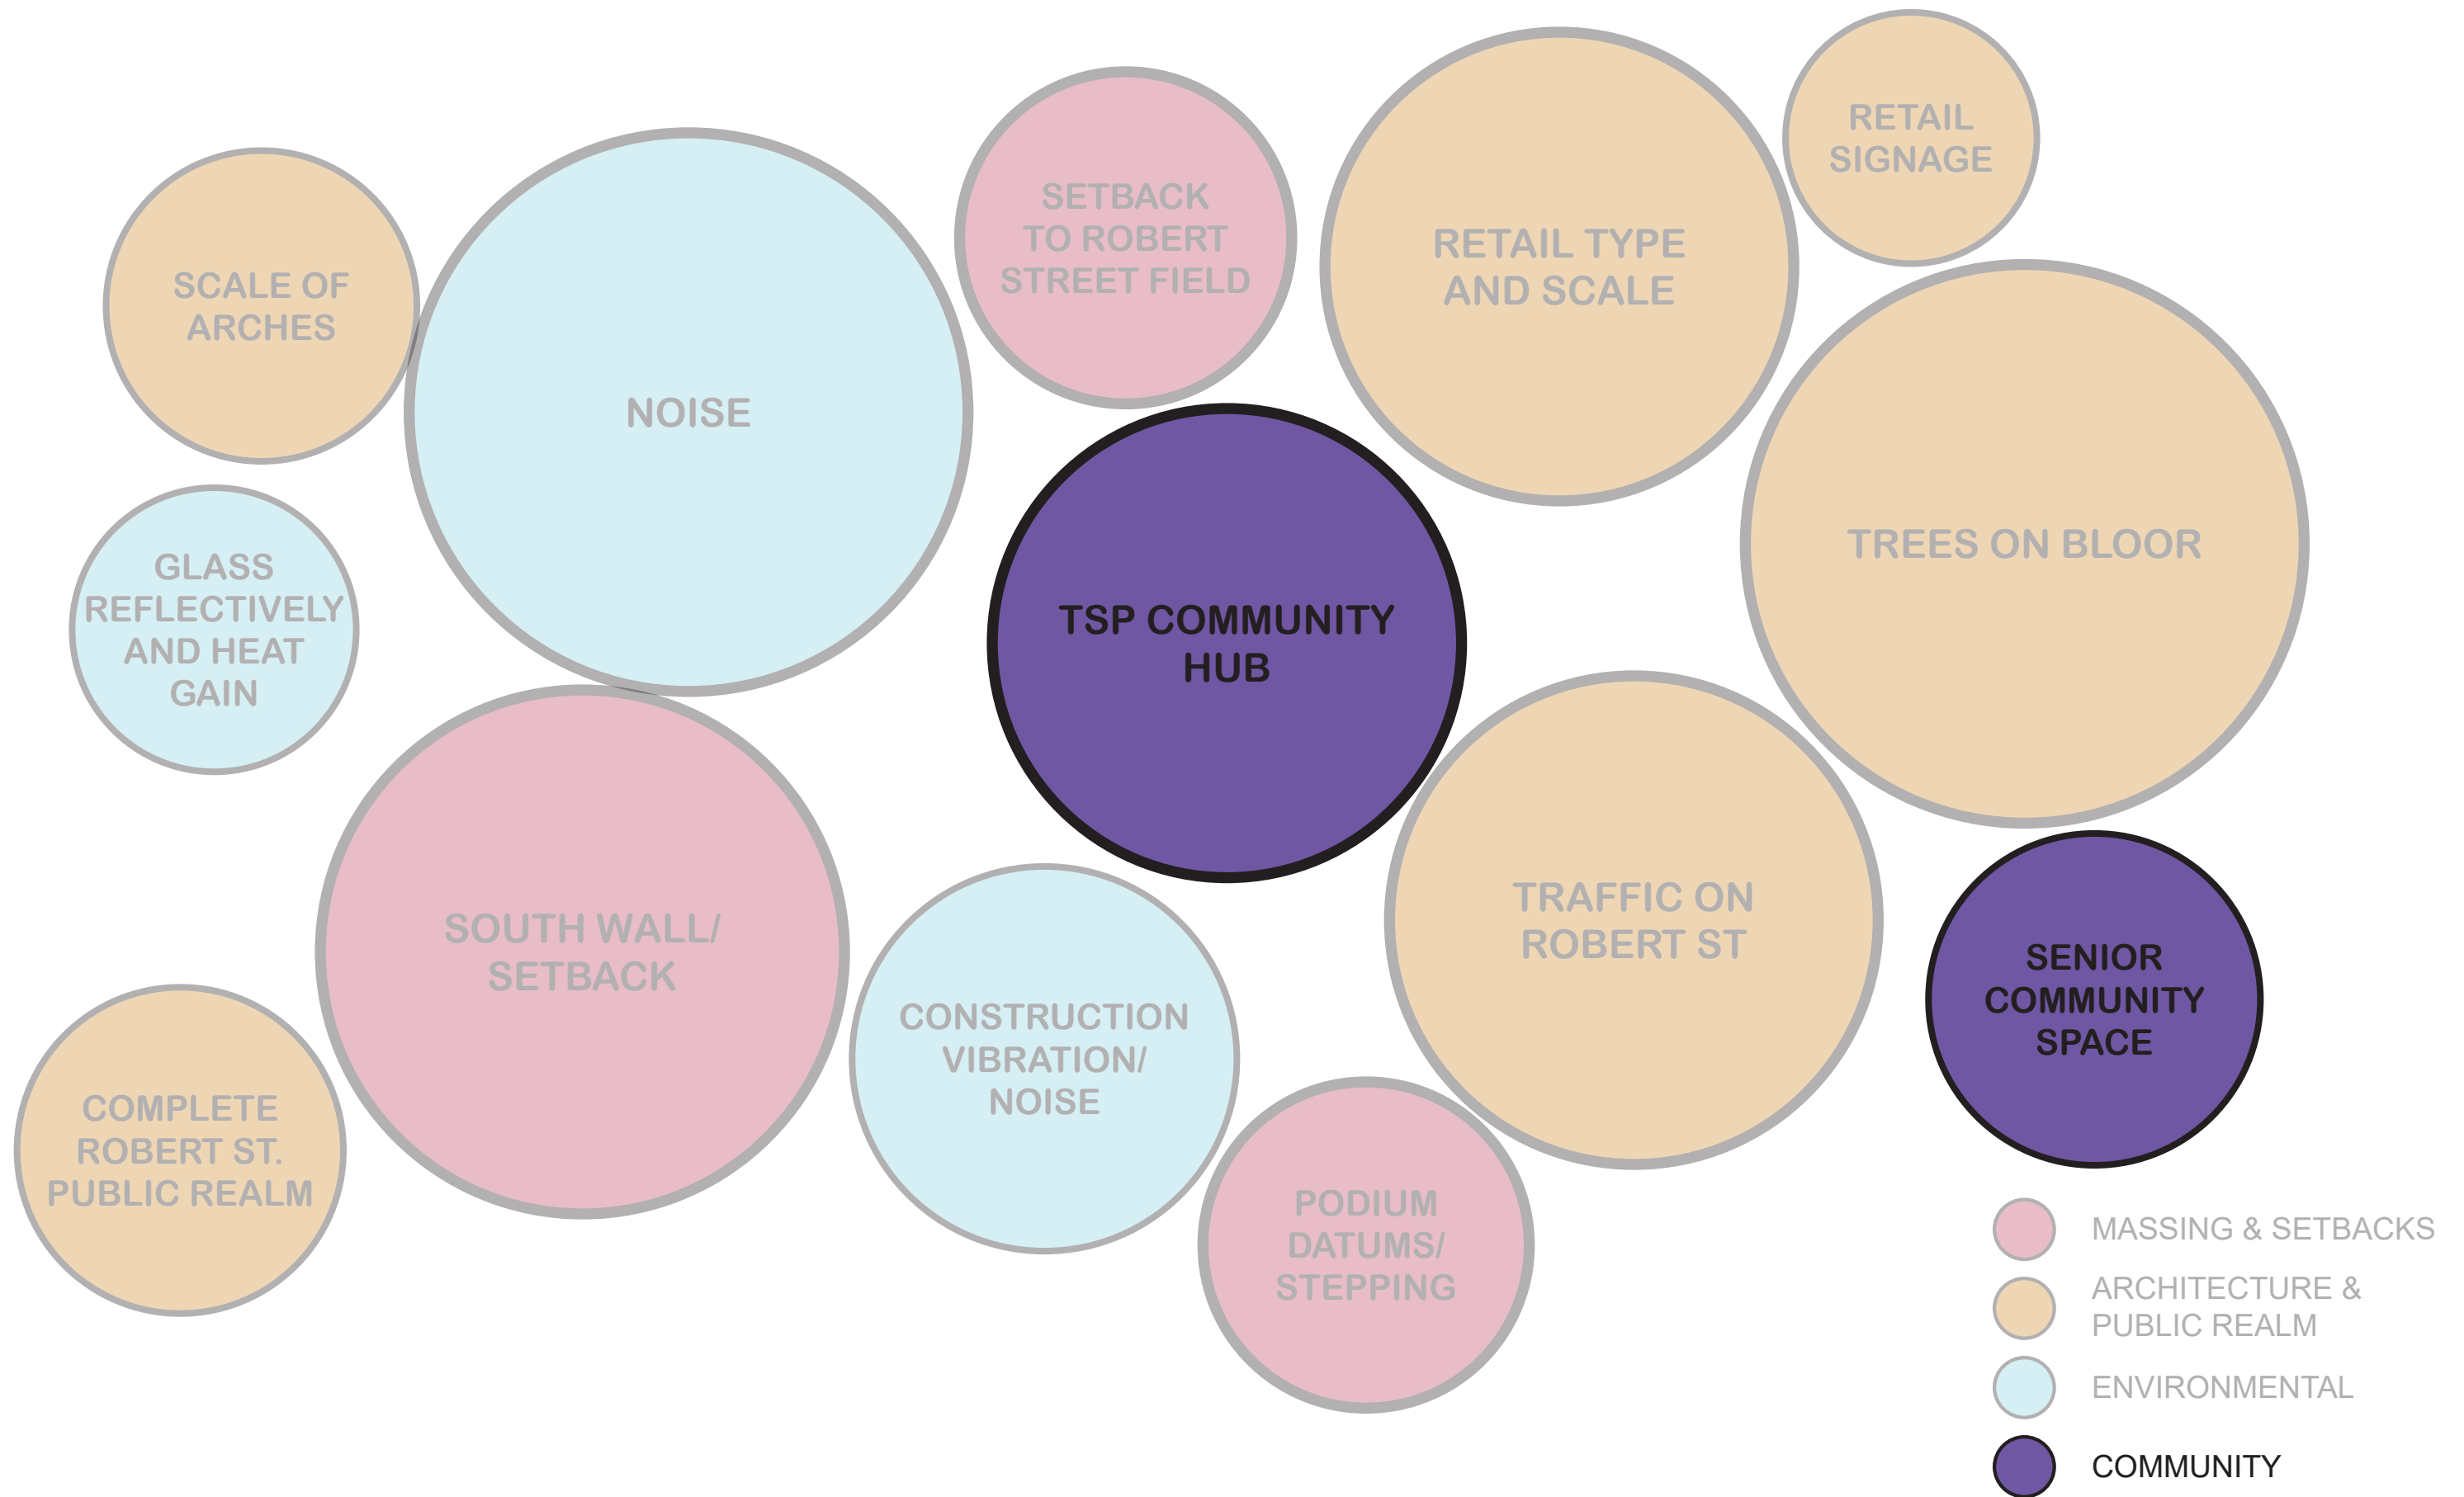 RETAIL
SIGNAGE
SETBACK
TO ROBERT
STREET FIELD
RETAIL TYPE
AND SCALE
SCALE OF
ARCHES
NOISE
TREES ON BLOOR
GLASS
REFLECTIVELY
AND HEAT
GAIN
TSP COMMUNITY
HUB
SOUTH WALL/
SETBACK
TRAFFIC ON
ROBERT ST
SENIOR
COMMUNITY
SPACE
CONSTRUCTION
VIBRATION/
NOISE
COMPLETE
ROBERT ST.
PUBLIC REALM
PODIUM
DATUMS/
STEPPING
MASSING & SETBACKS
ARCHITECTURE &
PUBLIC REALM
ENVIRONMENTAL
COMMUNITY